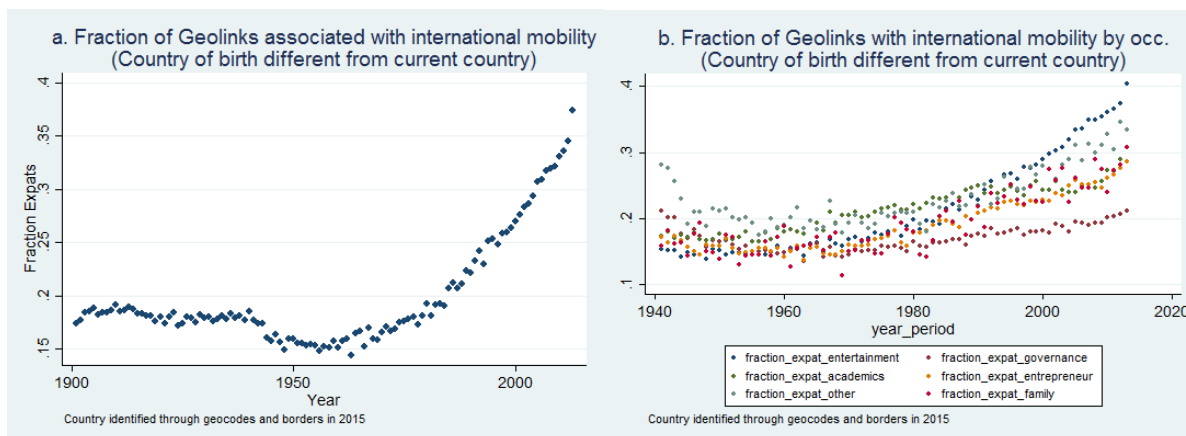 a. Fraction of Geolinks associated with international mobility
(Country of birth different from current country)
Fraction Expats
.4
.35
.3
.25
.2
.15
1900
1950
2000
Year
Country identified through geocodes and borders in 2015
b. Fraction of Geolinks with international mobility by occ.
(Country of birth different from current country)
.4
.3
.2
.1
1940
1960
1980
2000
2020
year_period
fraction_expat_entertainment
fraction_expat_governance
fraction_expat_academics
fraction_expat_entrepreneur
fraction_expat_other
fraction_expat_family
Country identified through geocodes and borders in 2015